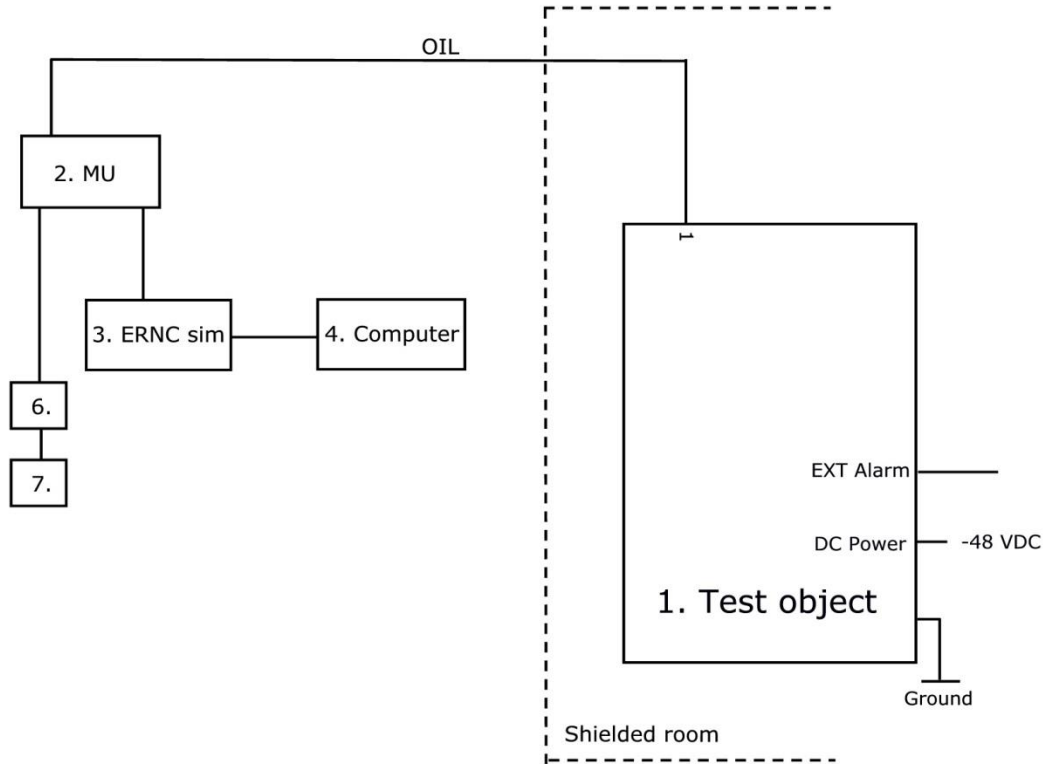 OIL
2. MU
1
3. ERNC sim
4. Computer
6.
7.
EXT Alarm
DC Power
-48 VDC
1. Test object
Ground
Shielded room